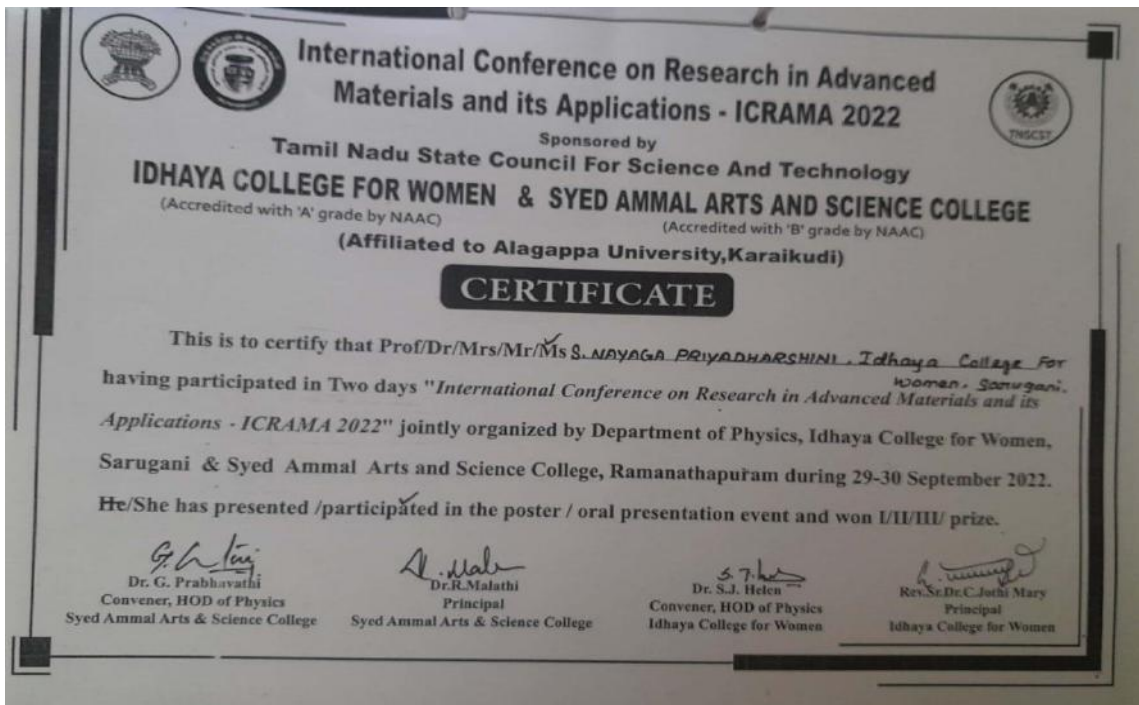 International Conference on Research in Advanced
Materials and its Applications - ICRAMA 2022
TNSCST
Sponsored by
Tamil Nadu State Council For Science And Technology
IDHAYA COLLEGE FOR WOMEN & SYED AMMAL ARTS AND SCIENCE COLLEGE
(Accredited with 'A' grade by NAAC) (Accredited with 'B' grade by NAAC)
(Affiliated to Alagappa University,Karaikudi)
CERTIFICATE
This is to certify that Prof/Dr/Mrs/Mr/Ms S. NAYAGA PRIYADHARSHINI, Idhaya College For
Women, Sarugani.
having participated in Two days "International Conference on Research in Advanced Materials and its
Applications - ICRAMA 2022" jointly organized by Department of Physics, Idhaya College for Women,
Sarugani & Syed Ammal Arts and Science College, Ramanathapuram during 29-30 September 2022.
He/She has presented /participated in the poster / oral presentation event and won I/II/III/ prize.
Dr. G. Prabhavathi Dr.R.Malathi Dr. S.J. Helen Rev.Sr.Dr.C.Jothi Mary
Convener, HOD of Physics Principal Convener, HOD of Physics Principal
Syed Ammal Arts & Science College Syed Ammal Arts & Science College Idhaya College for Women Idhaya College for Women